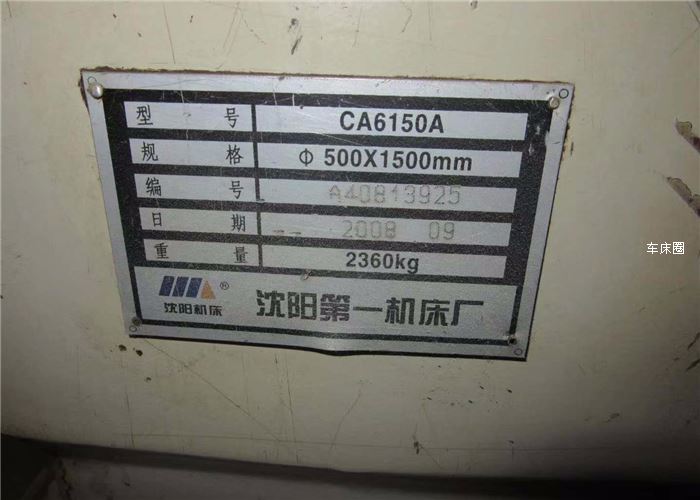 型 号 CA6150A
规 格 Φ 500X1500mm
编 号 A40813925
日 期 -- 2008 09
重 量 2360kg
® 沈阳机床 沈阳第一机床厂
车床圈